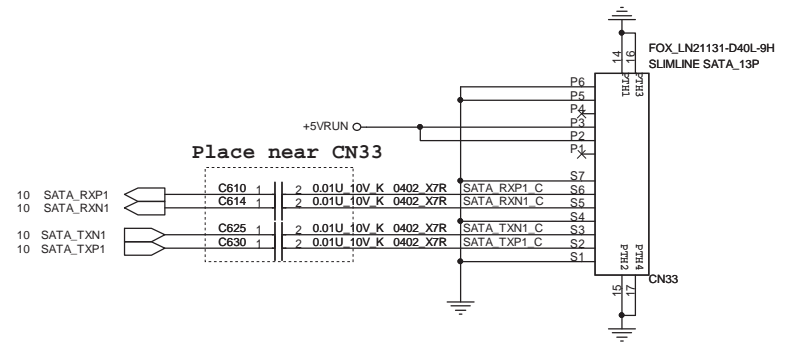 14 16
FOX_LN21131-D40L-9H
SLIMLINE SATA_13P
PTH1 PTH3
P6
P5
P4
+5VRUN P3
P2
P1
Place near CN33
S7
10 SATA_RXP1 C610 1 2 0.01U_10V_K 0402_X7R SATA_RXP1_C S6
10 SATA_RXN1 C614 1 2 0.01U_10V_K 0402_X7R SATA_RXN1_C S5
S4
10 SATA_TXN1 C625 1 2 0.01U_10V_K 0402_X7R SATA_TXN1_C S3
10 SATA_TXP1 C630 1 2 0.01U_10V_K 0402_X7R SATA_TXP1_C S2
S1
PTH2 PTH4
CN33
15 17